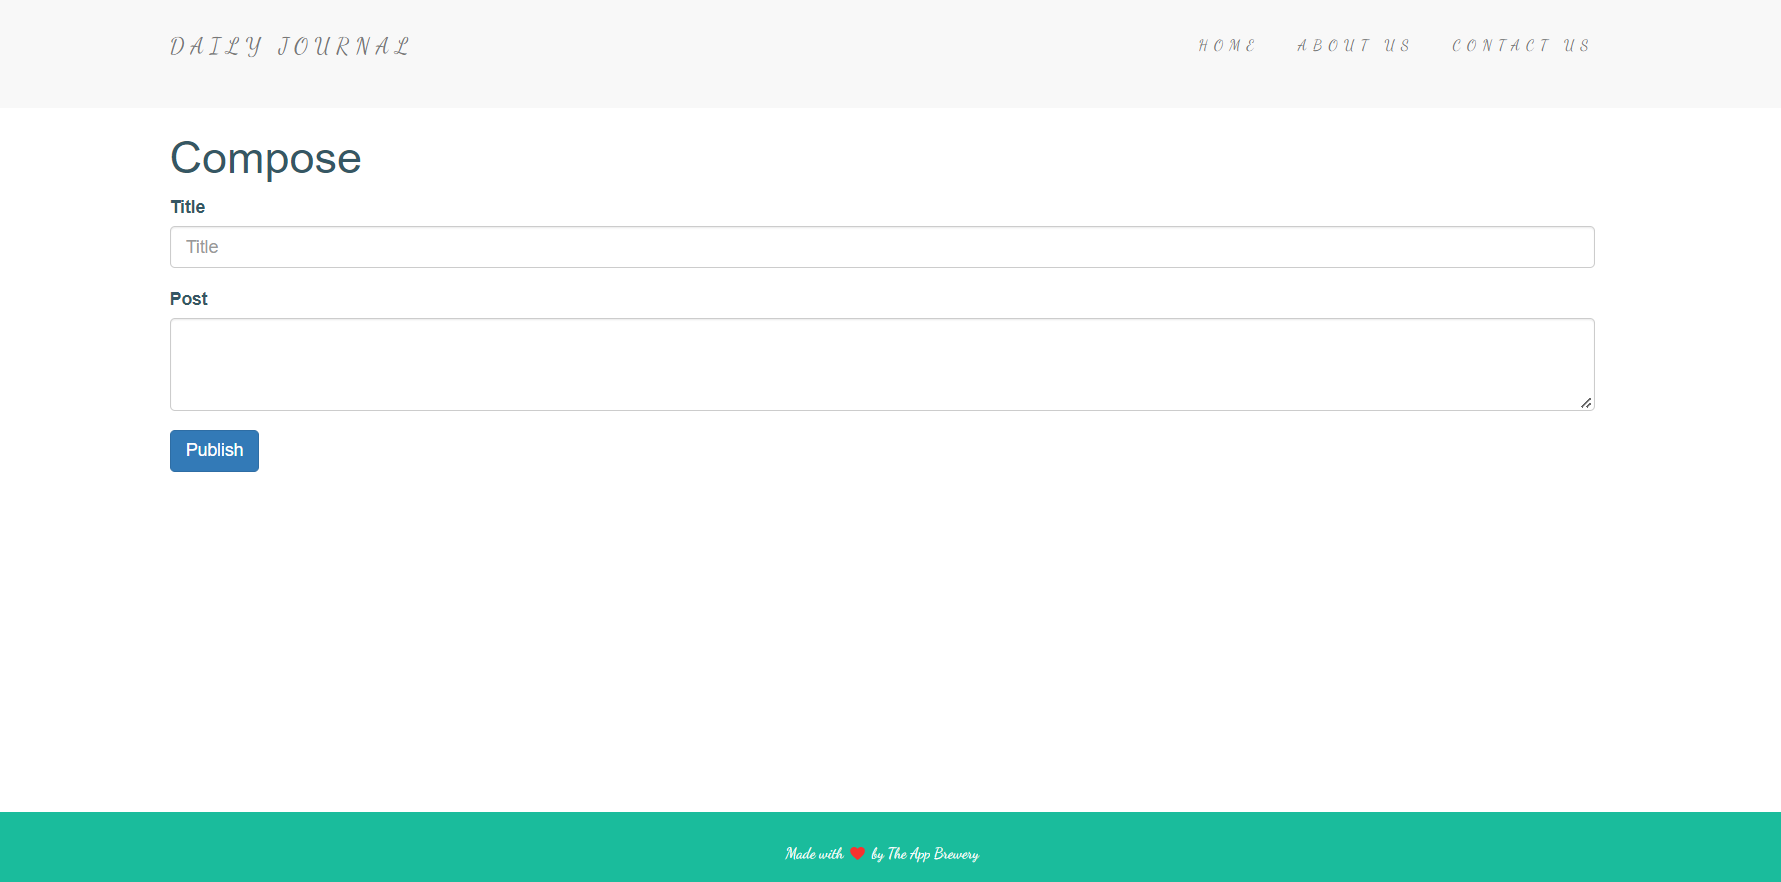 DAILY JOURNAL
HOME ABOUT US CONTACT US
Compose
Title
Title
Post
Publish
Made with ❤ by The App Brewery